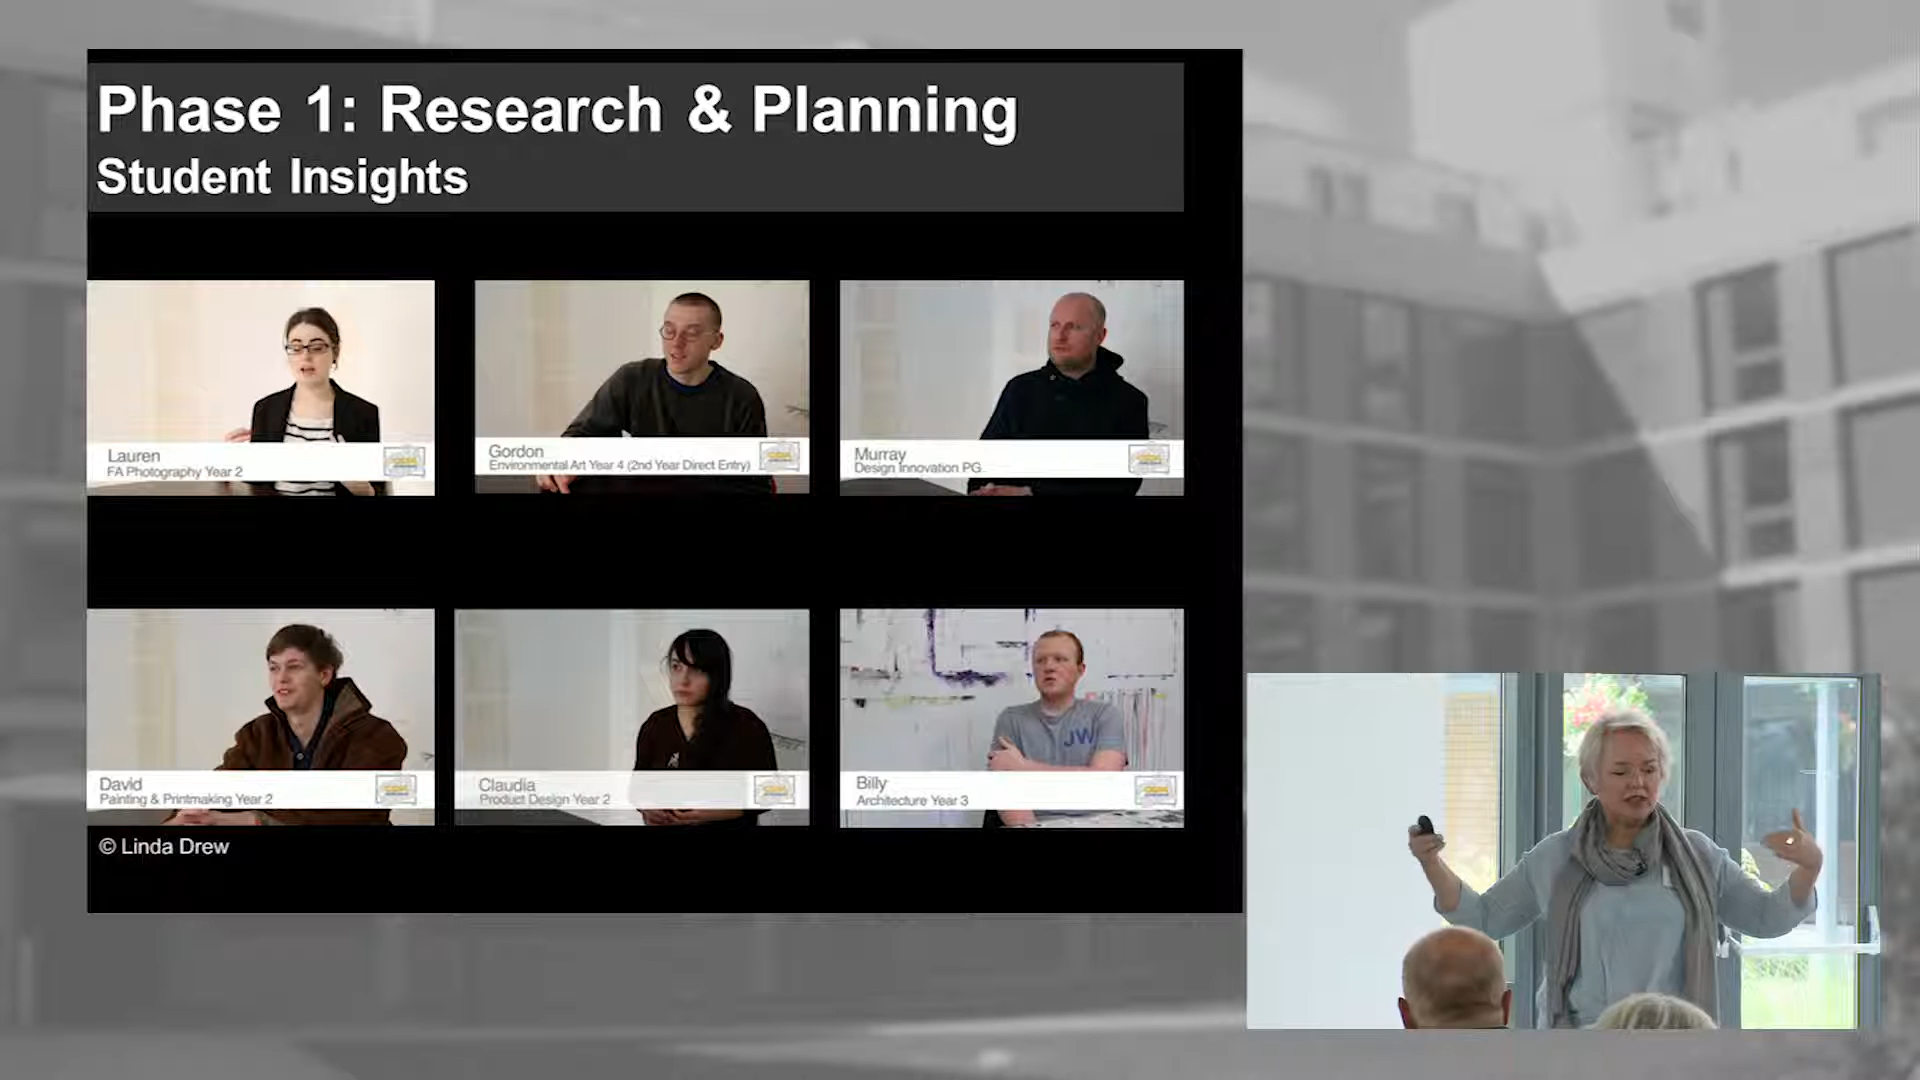 Phase 1: Research & Planning
Student Insights
Lauren
FA Photography Year 2
Gordon
Environmental Art Year 4 (2nd Year Direct Entry)
Murray
Design Innovation PG
David
Painting & Printmaking Year 2
Claudia
Product Design Year 2
Billy
Architecture Year 3
JW
© Linda Drew